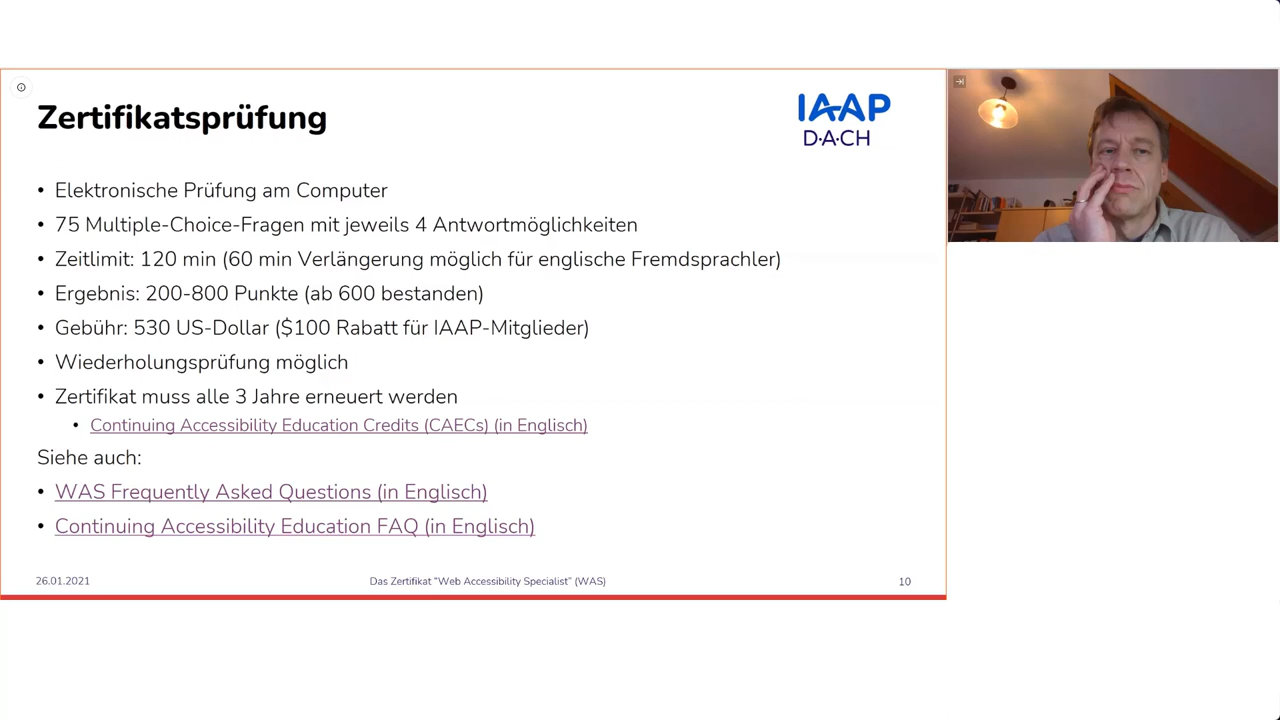 Zertifikatsprüfung
IAAP
D·A·CH
• Elektronische Prüfung am Computer
• 75 Multiple-Choice-Fragen mit jeweils 4 Antwortmöglichkeiten
• Zeitlimit: 120 min (60 min Verlängerung möglich für englische Fremdsprachler)
• Ergebnis: 200-800 Punkte (ab 600 bestanden)
• Gebühr: 530 US-Dollar ($100 Rabatt für IAAP-Mitglieder)
• Wiederholungsprüfung möglich
• Zertifikat muss alle 3 Jahre erneuert werden
• Continuing Accessibility Education Credits (CAECs) (in Englisch)
Siehe auch:
• WAS Frequently Asked Questions (in Englisch)
• Continuing Accessibility Education FAQ (in Englisch)
26.01.2021
Das Zertifikat "Web Accessibility Specialist" (WAS)
10